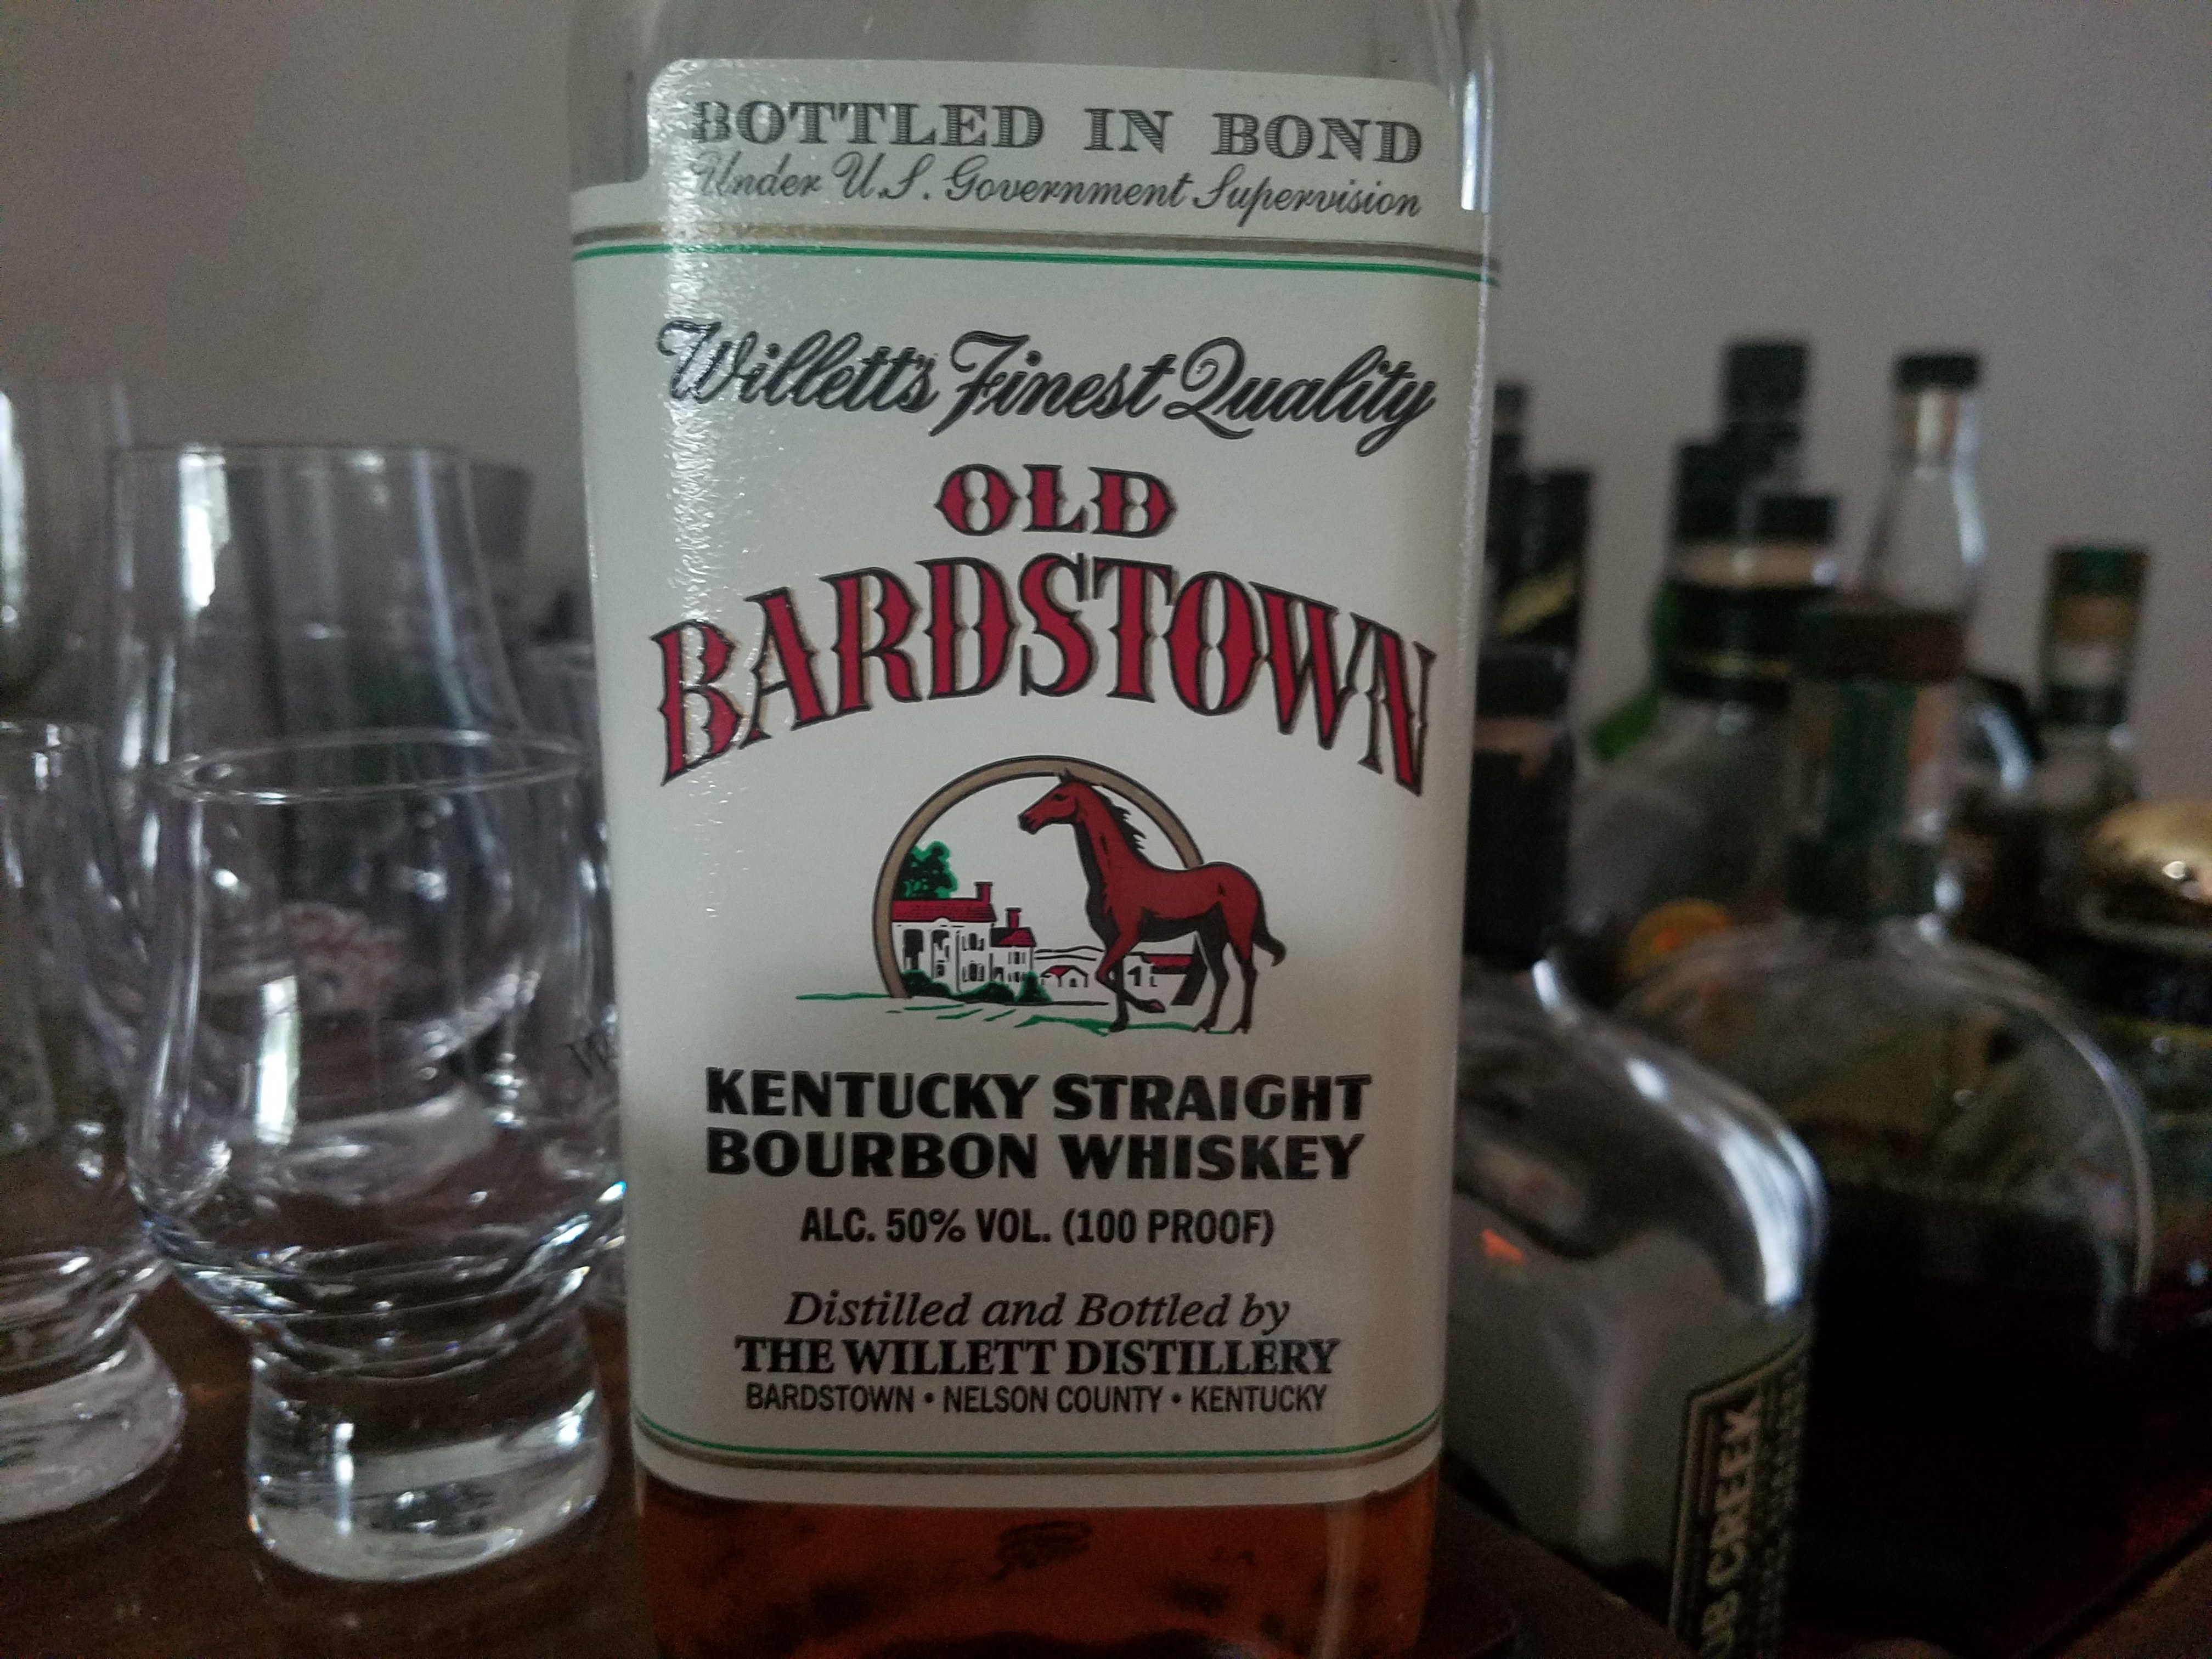 BOTTLED IN BOND
Under U.S. Government Supervision
Willett's Finest Quality
OLD
BARDSTOWN
KENTUCKY STRAIGHT
BOURBON WHISKEY
ALC. 50% VOL. (100 PROOF)
Distilled and Bottled by
THE WILLETT DISTILLERY
BARDSTOWN • NELSON COUNTY • KENTUCKY
CREEK